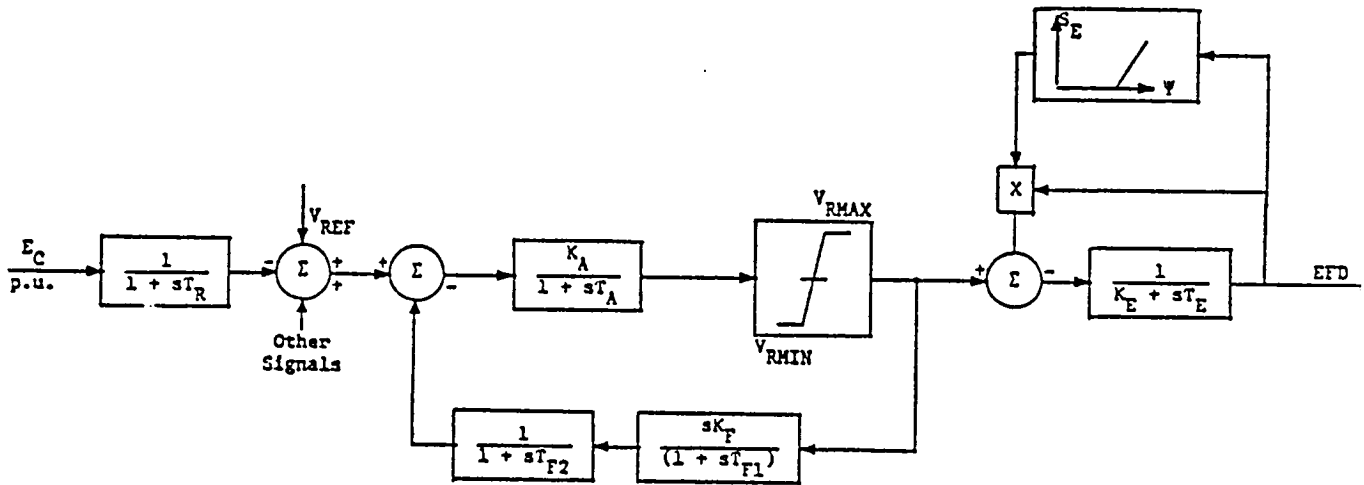 S_E
Ψ
X
V_REF
E_C
p.u.
1
1 + sT_R
-
Σ
+
+
Other
Signals
+
Σ
-
K_A
1 + sT_A
V_RMAX
V_RMIN
+
Σ
-
1
K_E + sT_E
EFD
1
1 + sT_F2
sK_F
(1 + sT_F1)